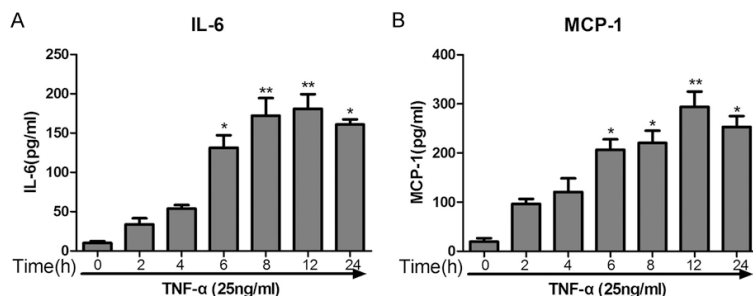 A
IL-6
IL-6(pg/ml)
250
200
150
100
50
0
*
**
**
*
Time(h)
0 2 4 6 8 12 24
TNF-α (25ng/ml)
B
MCP-1
MCP-1(pg/ml)
400
300
200
100
0
*
*
**
*
Time(h)
0 2 4 6 8 12 24
TNF-α (25ng/ml)